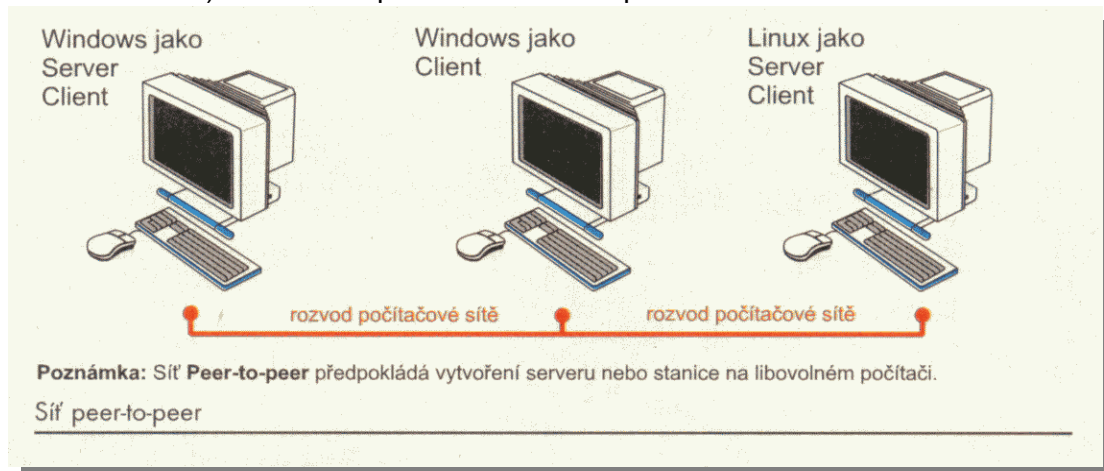 Windows jako
Server
Client
Windows jako
Client
Linux jako
Server
Client
rozvod počítačové sítě
rozvod počítačové sítě
Poznámka: Síť Peer-to-peer předpokládá vytvoření serveru nebo stanice na libovolném počítači.
Síť peer-to-peer